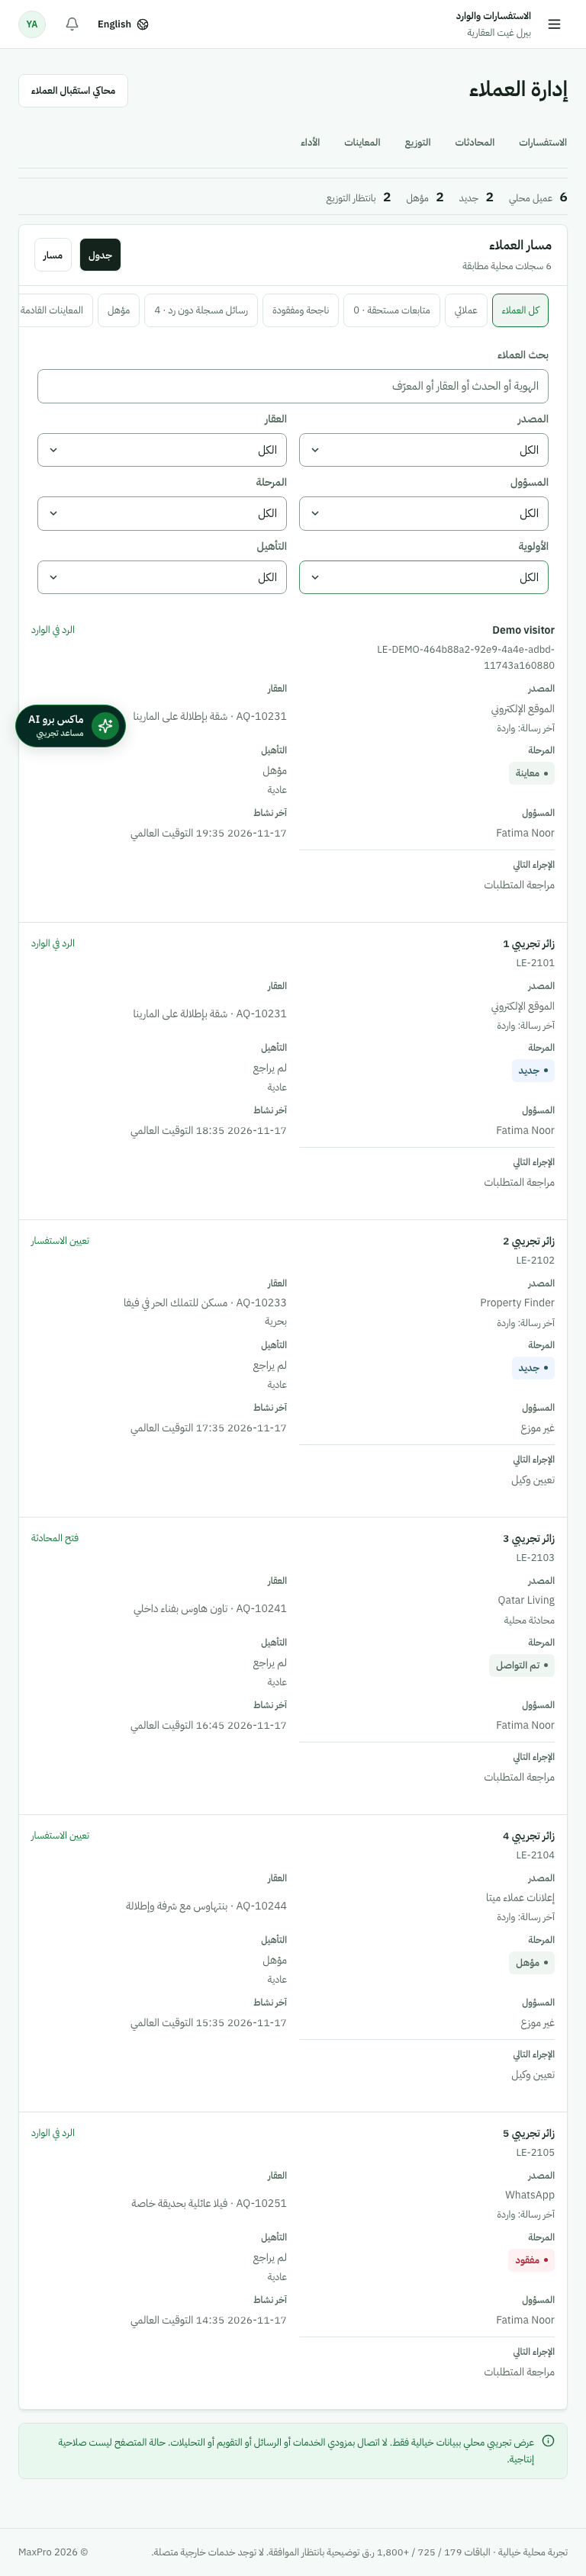 الاستفسارات والوارد
بيرل غيت العقارية
English
YA
إدارة العملاء
محاكي استقبال العملاء
الاستفسارات
المحادثات
التوزيع
المعاينات
الأداء
6 عميل محلي
2 جديد
2 مؤهل
2 بانتظار التوزيع
مسار العملاء
6 سجلات محلية مطابقة
جدول
مسار
كل العملاء
عملائي
متابعات مستحقة · 0
ناجحة ومفقودة
رسائل مسجلة دون رد · 4
مؤهل
المعاينات القادمة
بحث العملاء
الهوية أو الحدث أو العقار أو المعرّف
المصدر
العقار
الكل
الكل
المسؤول
المرحلة
الكل
الكل
الأولوية
التأهيل
الكل
الكل
Demo visitor
الرد في الوارد
LE-DEMO-464b88a2-92e9-4a4e-adbd-
11743a160880
المصدر
العقار
الموقع الإلكتروني
AQ-10231 · شقة بإطلالة على المارينا
آخر رسالة: واردة
ماكس برو AI
مساعد تجريبي
المرحلة
التأهيل
معاينة
مؤهل
عادية
المسؤول
آخر نشاط
Fatima Noor
2026-11-17 19:35 التوقيت العالمي
الإجراء التالي
مراجعة المتطلبات
زائر تجريبي 1
الرد في الوارد
LE-2101
المصدر
العقار
الموقع الإلكتروني
AQ-10231 · شقة بإطلالة على المارينا
آخر رسالة: واردة
المرحلة
التأهيل
جديد
لم يراجع
عادية
المسؤول
آخر نشاط
Fatima Noor
2026-11-17 18:35 التوقيت العالمي
الإجراء التالي
مراجعة المتطلبات
زائر تجريبي 2
تعيين الاستفسار
LE-2102
المصدر
العقار
Property Finder
AQ-10233 · مسكن للتملك الحر في فيفا
بحرية
آخر رسالة: واردة
المرحلة
التأهيل
جديد
لم يراجع
عادية
المسؤول
آخر نشاط
غير موزع
2026-11-17 17:35 التوقيت العالمي
الإجراء التالي
تعيين وكيل
زائر تجريبي 3
فتح المحادثة
LE-2103
المصدر
العقار
Qatar Living
AQ-10241 · تاون هاوس بفناء داخلي
محادثة محلية
المرحلة
التأهيل
تم التواصل
لم يراجع
عادية
المسؤول
آخر نشاط
Fatima Noor
2026-11-17 16:45 التوقيت العالمي
الإجراء التالي
مراجعة المتطلبات
زائر تجريبي 4
تعيين الاستفسار
LE-2104
المصدر
العقار
إعلانات عملاء ميتا
AQ-10244 · بنتهاوس مع شرفة وإطلالة
آخر رسالة: واردة
المرحلة
التأهيل
مؤهل
مؤهل
عادية
المسؤول
آخر نشاط
غير موزع
2026-11-17 15:35 التوقيت العالمي
الإجراء التالي
تعيين وكيل
زائر تجريبي 5
الرد في الوارد
LE-2105
المصدر
العقار
WhatsApp
AQ-10251 · فيلا عائلية بحديقة خاصة
آخر رسالة: واردة
المرحلة
التأهيل
مفقود
لم يراجع
عادية
المسؤول
آخر نشاط
Fatima Noor
2026-11-17 14:35 التوقيت العالمي
الإجراء التالي
مراجعة المتطلبات
عرض تجريبي محلي ببيانات خيالية فقط. لا اتصال بمزودي الخدمات أو الرسائل أو التقويم أو التحليلات. حالة المتصفح ليست صلاحية
إنتاجية.
تجربة محلية خيالية · الباقات 179 / 725 / +1,800 ر.ق توضيحية بانتظار الموافقة. لا توجد خدمات خارجية متصلة.
© 2026 MaxPro